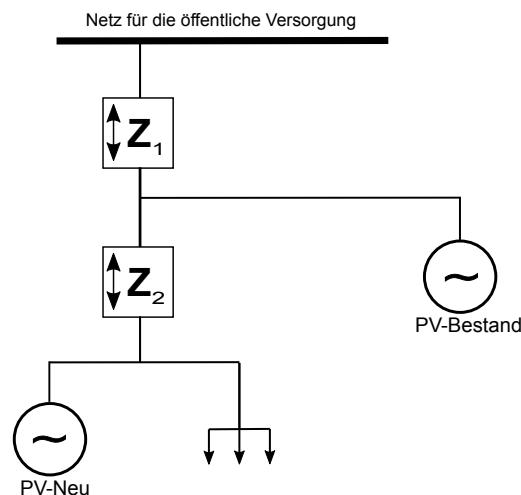 Netz für die öffentliche Versorgung
Z1
Z2
PV-Bestand
PV-Neu